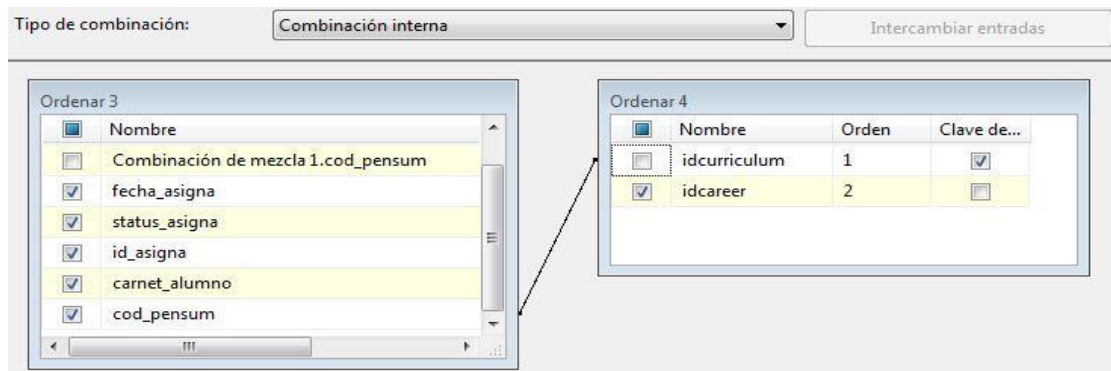 Tipo de combinación: Combinación interna Intercambiar entradas
Ordenar 3
Nombre
Combinación de mezcla 1.cod_pensum
fecha_asigna
status_asigna
id_asigna
carnet_alumno
cod_pensum
Ordenar 4
Nombre Orden Clave de...
idcurriculum 1
idcareer 2